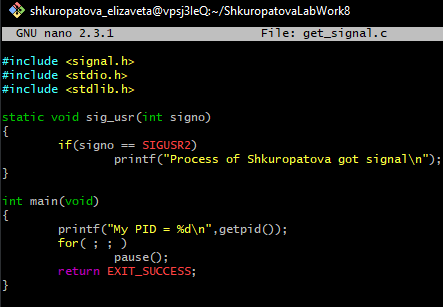 shkuropatova_elizaveta@vpsj3IeQ:~/ShkuropatovaLabWork8
GNU nano 2.3.1 File: get_signal.c
#include <signal.h>
#include <stdio.h>
#include <stdlib.h>
static void sig_usr(int signo)
{
if(signo == SIGUSR2)
printf("Process of Shkuropatova got signal\n");
}
int main(void)
{
printf("My PID = %d\n",getpid());
for( ; ; )
pause();
return EXIT_SUCCESS;
}